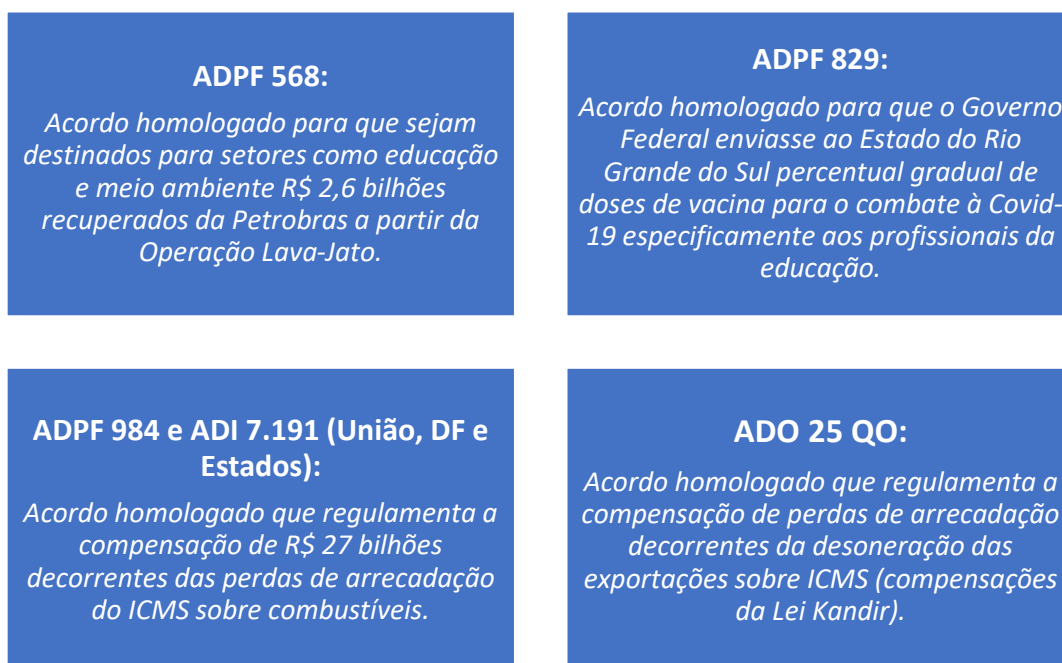 ADPF 568:
Acordo homologado para que sejam
destinados para setores como educação
e meio ambiente R$ 2,6 bilhões
recuperados da Petrobras a partir da
Operação Lava-Jato.
ADPF 829:
Acordo homologado para que o Governo
Federal enviasse ao Estado do Rio
Grande do Sul percentual gradual de
doses de vacina para o combate à Covid-
19 especificamente aos profissionais da
educação.
ADPF 984 e ADI 7.191 (União, DF e
Estados):
Acordo homologado que regulamenta a
compensação de R$ 27 bilhões
decorrentes das perdas de arrecadação
do ICMS sobre combustíveis.
ADO 25 QO:
Acordo homologado que regulamenta a
compensação de perdas de arrecadação
decorrentes da desoneração das
exportações sobre ICMS (compensações
da Lei Kandir).